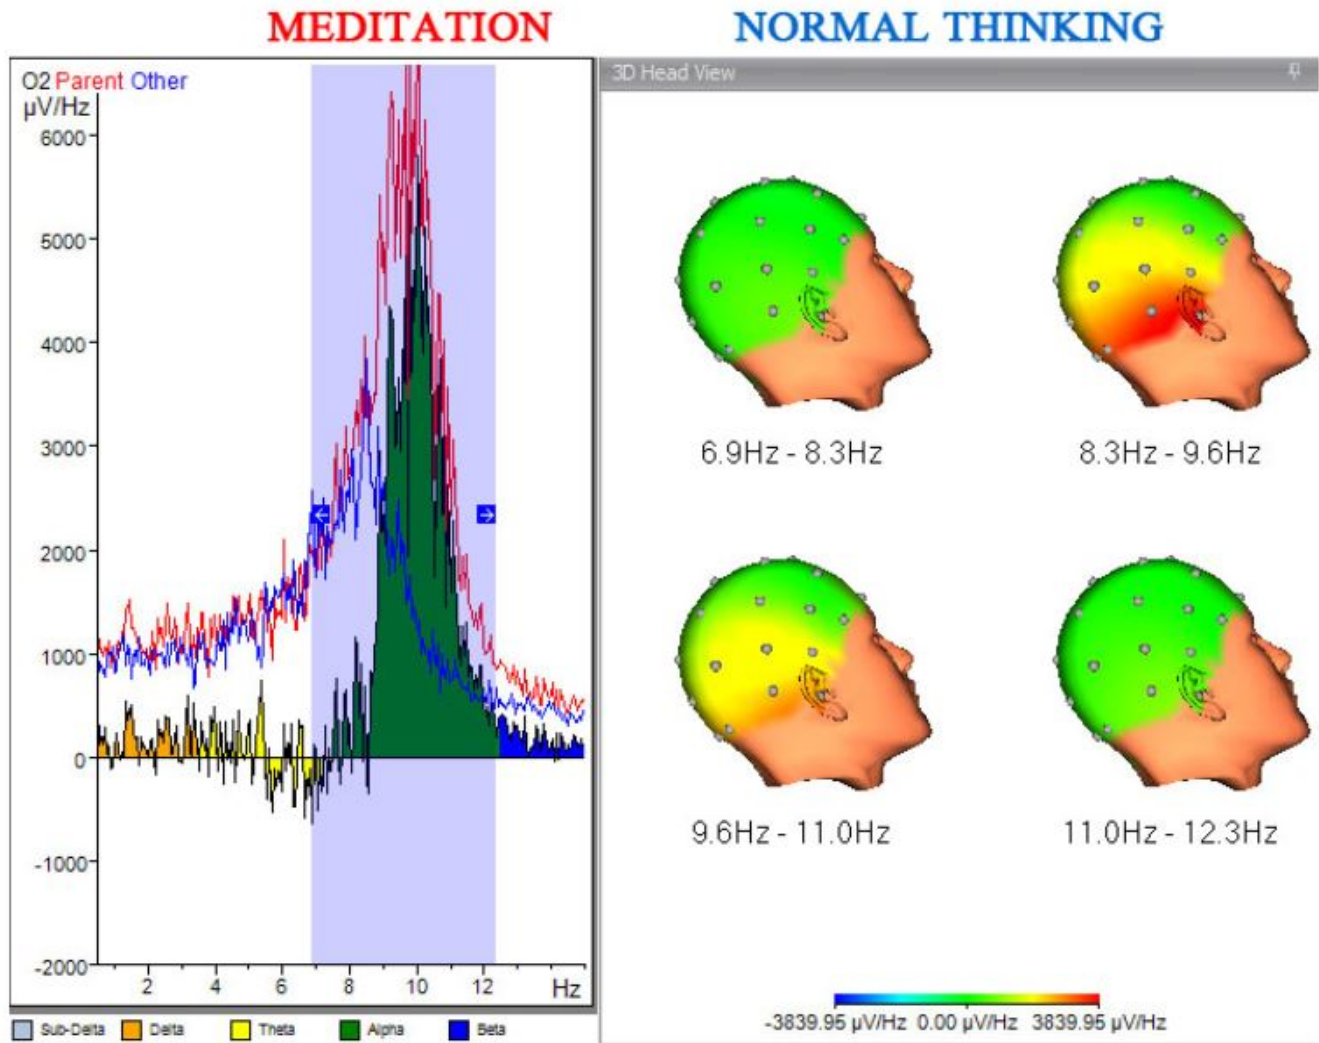 MEDITATION
NORMAL THINKING
O2 Parent Other
µV/Hz
6000
5000
4000
3000
2000
1000
0
-1000
-2000
2 4 6 8 10 12 Hz
Sub-Delta Delta Theta Alpha Beta
3D Head View
6.9Hz - 8.3Hz
8.3Hz - 9.6Hz
9.6Hz - 11.0Hz
11.0Hz - 12.3Hz
-3839.95 µV/Hz 0.00 µV/Hz 3839.95 µV/Hz